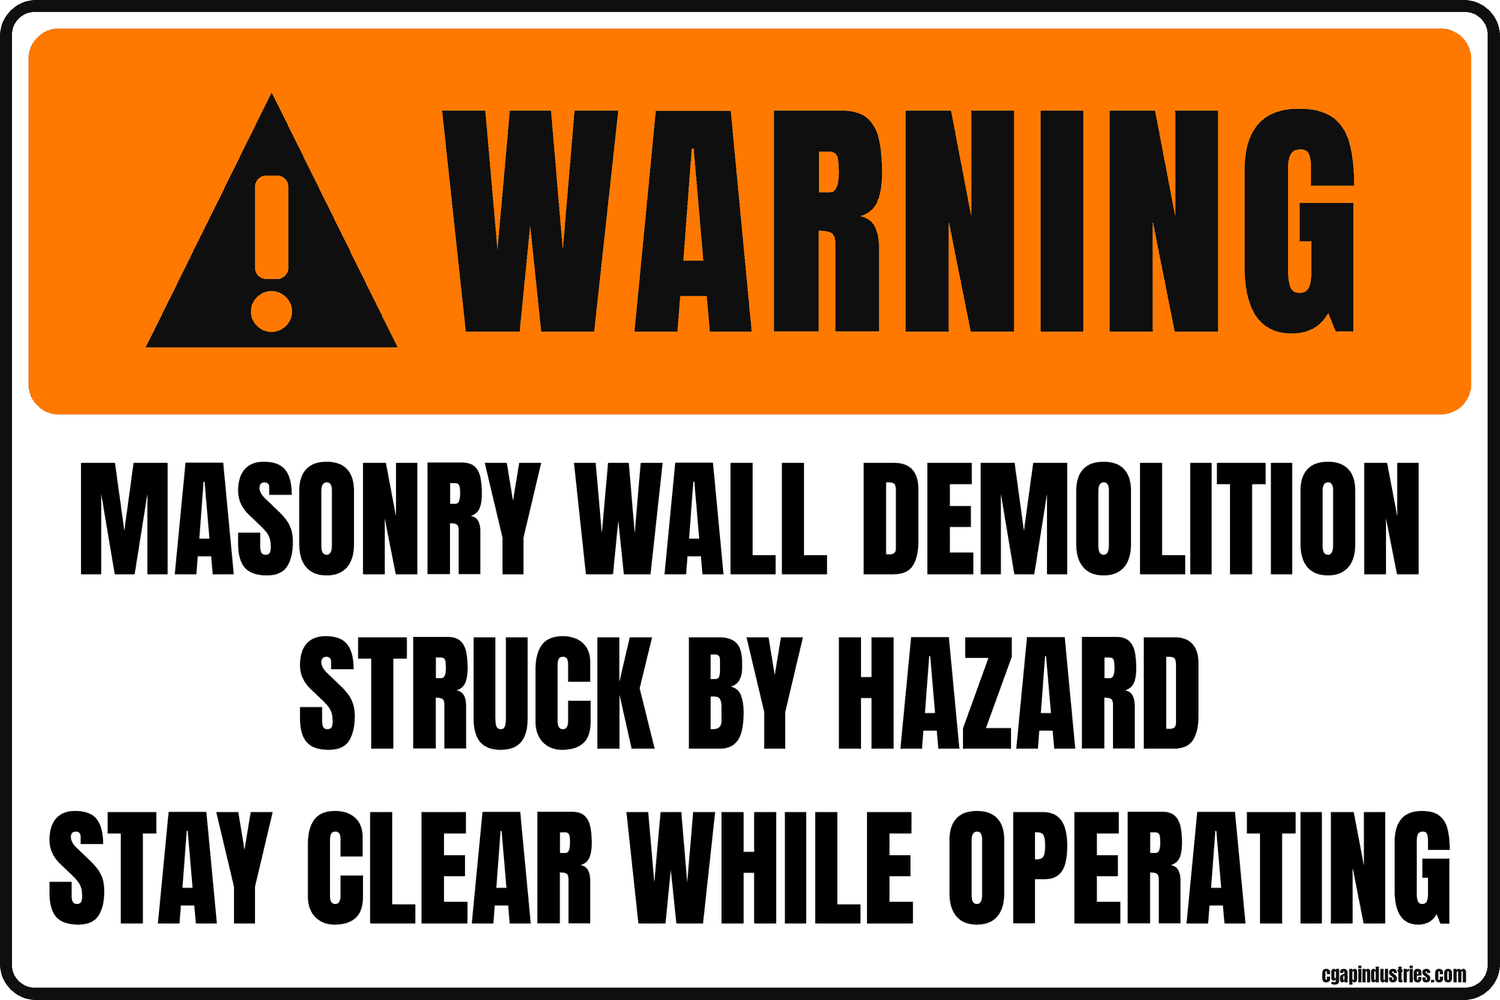 WARNING
MASONRY WALL DEMOLITION
STRUCK BY HAZARD
STAY CLEAR WHILE OPERATING
cgapindustries.com